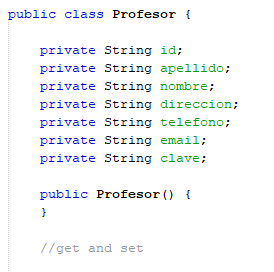 public class Profesor {
private String id;
private String apellido;
private String nombre;
private String direccion;
private String telefono;
private String email;
private String clave;
public Profesor() {
}
//get and set